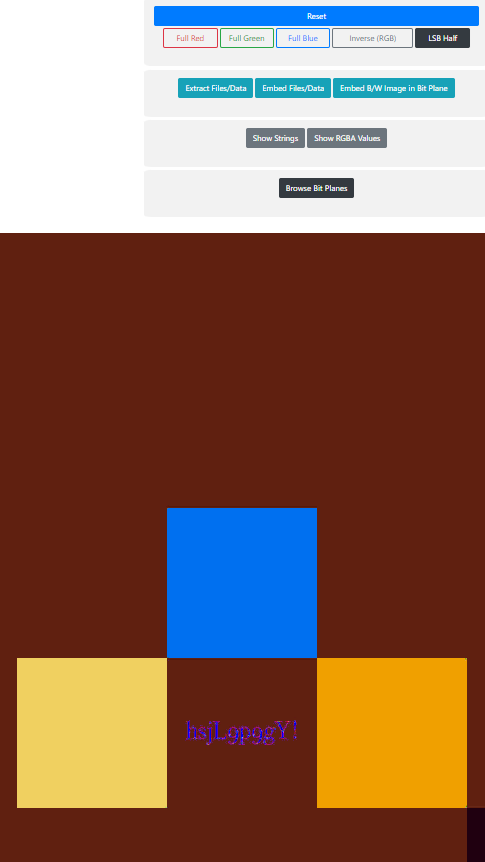 Reset
Full Red Full Green Full Blue Inverse (RGB) LSB Half
Extract Files/Data Embed Files/Data Embed B/W Image in Bit Plane
Show Strings Show RGBA Values
Browse Bit Planes
hsjLgpggY!